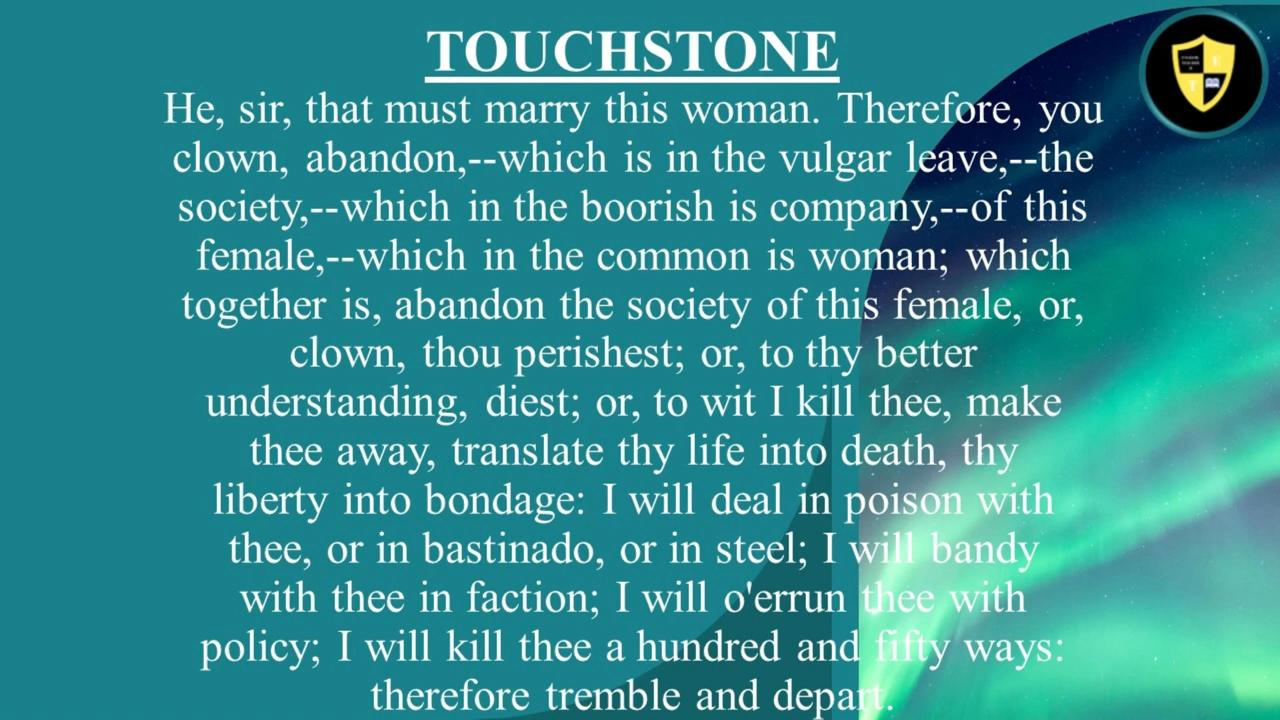 TOUCHSTONE
He, sir, that must marry this woman. Therefore, you
clown, abandon,--which is in the vulgar leave,--the
society,--which in the boorish is company,--of this
female,--which in the common is woman; which
together is, abandon the society of this female, or,
clown, thou perishest; or, to thy better
understanding, diest; or, to wit I kill thee, make
thee away, translate thy life into death, thy
liberty into bondage: I will deal in poison with
thee, or in bastinado, or in steel; I will bandy
with thee in faction; I will o'errun thee with
policy; I will kill thee a hundred and fifty ways:
therefore tremble and depart.